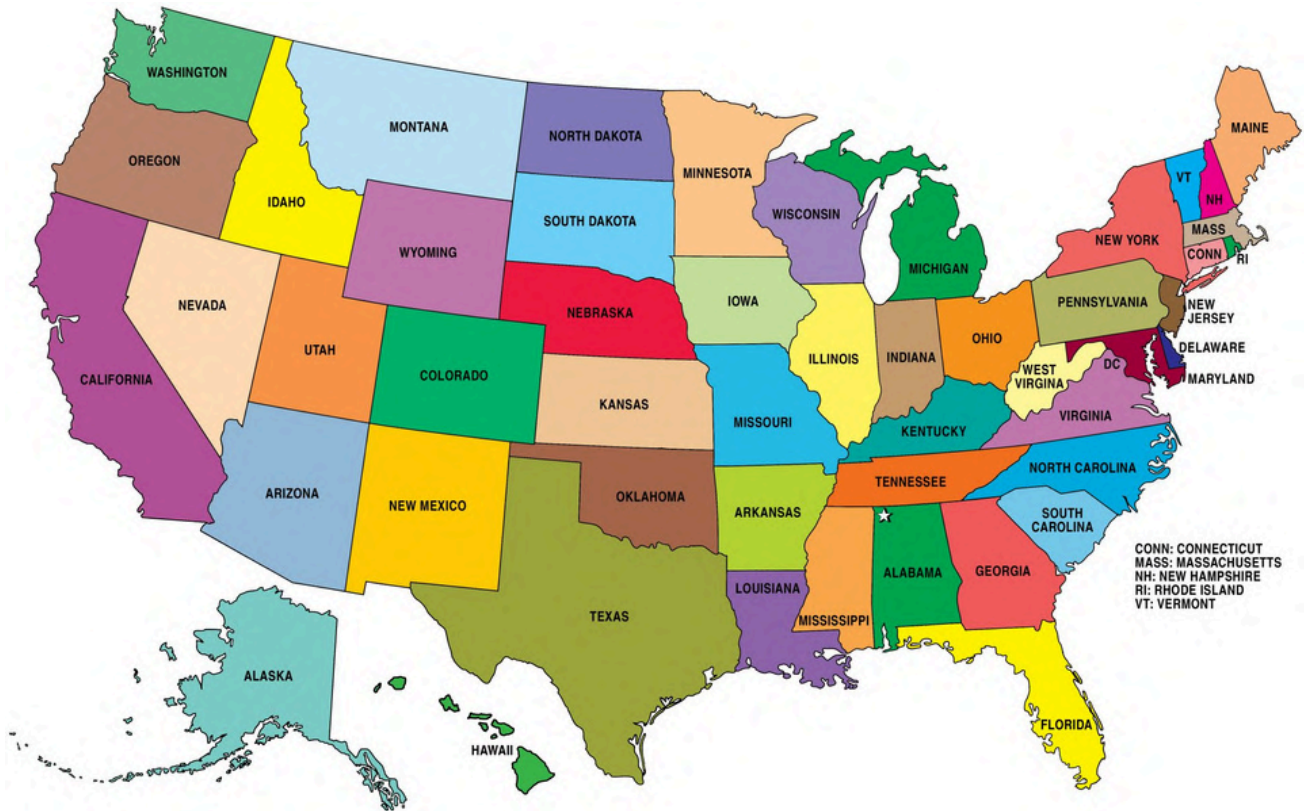 WASHINGTON
MONTANA
NORTH DAKOTA
MINNESOTA
MAINE
OREGON
IDAHO
WYOMING
SOUTH DAKOTA
WISCONSIN
MICHIGAN
VT
NH
NEW YORK
MASS
CONN
RI
NEVADA
UTAH
COLORADO
NEBRASKA
IOWA
ILLINOIS
INDIANA
OHIO
PENNSYLVANIA
NEW
JERSEY
DELAWARE
MARYLAND
DC
WEST
VIRGINA
VIRGINIA
CALIFORNIA
KANSAS
MISSOURI
KENTUCKY
ARIZONA
NEW MEXICO
OKLAHOMA
ARKANSAS
TENNESSEE
NORTH CAROLINA
SOUTH
CAROLINA
TEXAS
LOUISIANA
MISSISSIPPI
ALABAMA
GEORGIA
FLORIDA
ALASKA
HAWAII
CONN: CONNECTICUT
MASS: MASSACHUSETTS
NH: NEW HAMPSHIRE
RI: RHODE ISLAND
VT: VERMONT